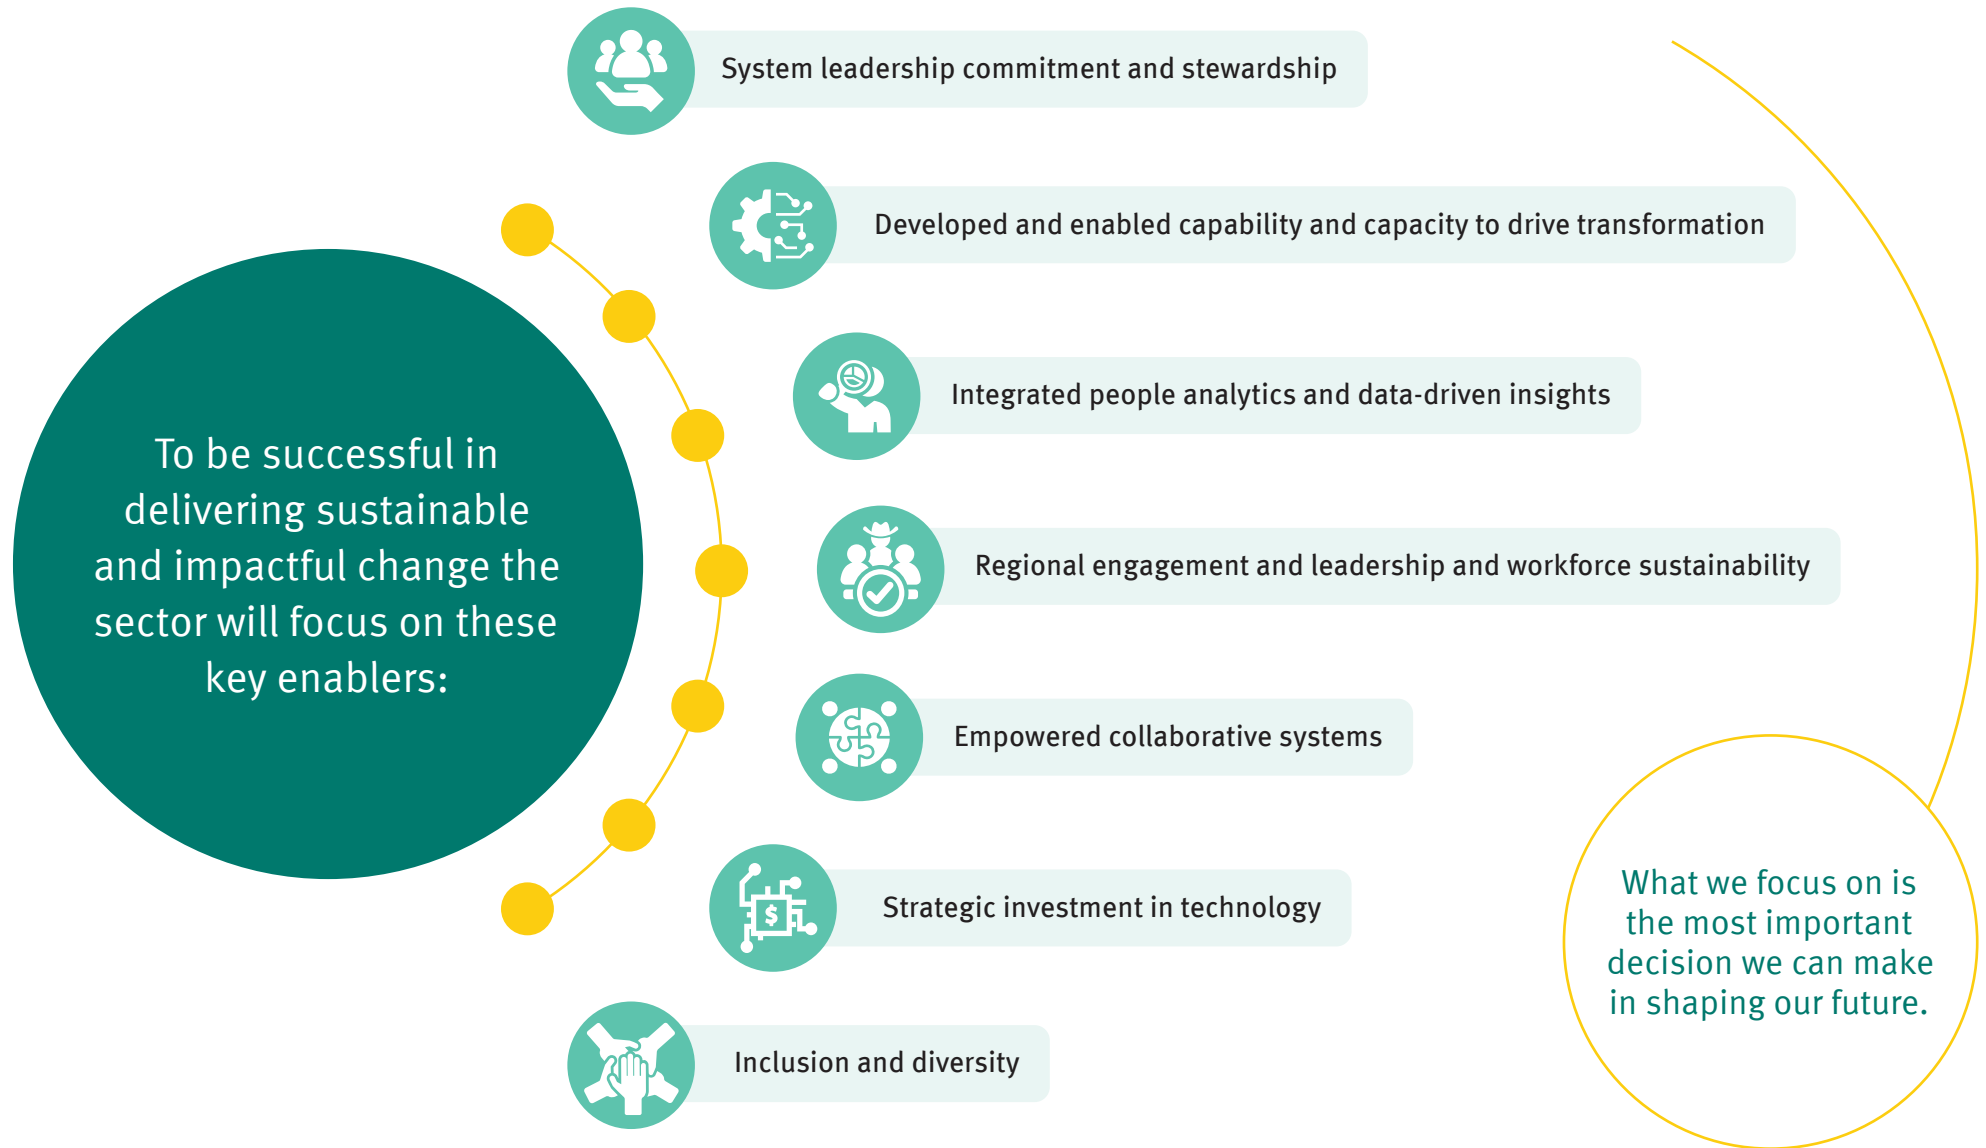 To be successful in
delivering sustainable
and impactful change the
sector will focus on these
key enablers:
System leadership commitment and stewardship
Developed and enabled capability and capacity to drive transformation
Integrated people analytics and data-driven insights
Regional engagement and leadership and workforce sustainability
Empowered collaborative systems
$
Strategic investment in technology
Inclusion and diversity
What we focus on is
the most important
decision we can make
in shaping our future.